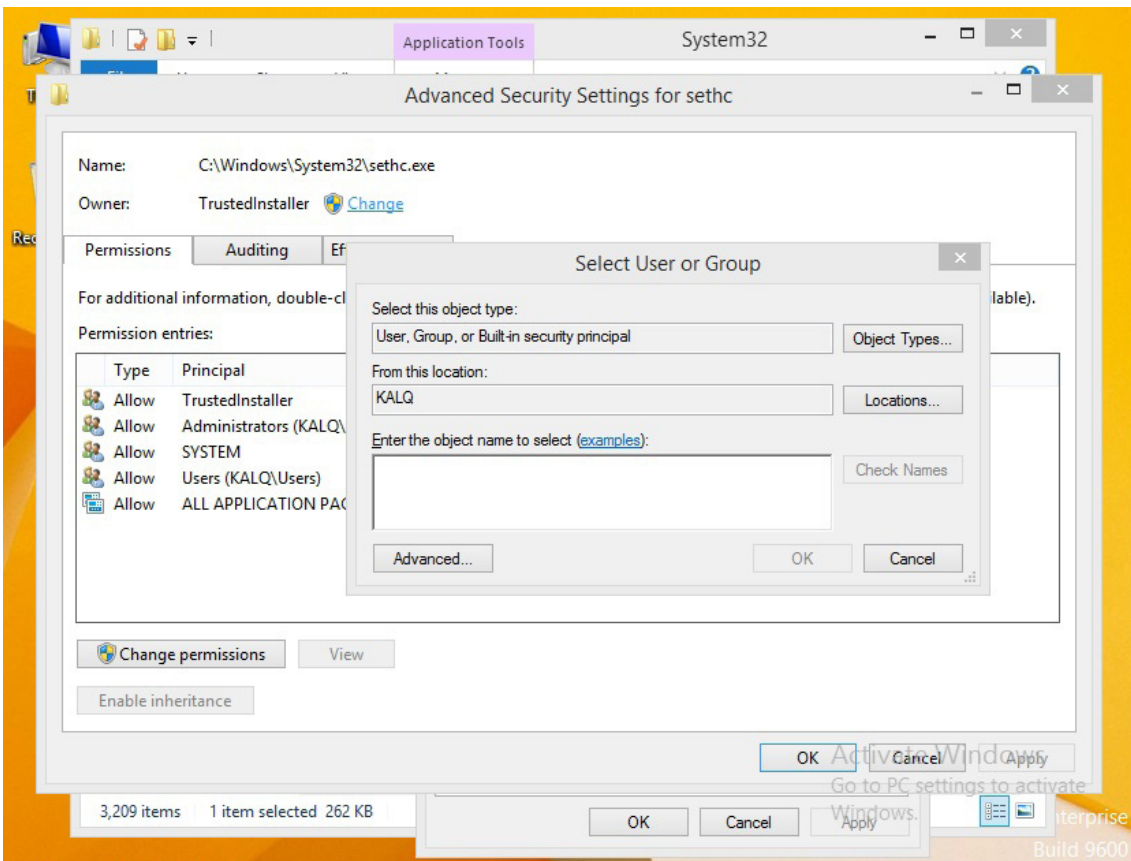 Application Tools
System32
Advanced Security Settings for sethc
Name: C:\Windows\System32\sethc.exe
Owner: TrustedInstaller Change
Permissions Auditing Ef
For additional information, double-cl
lable).
Permission entries:
Type Principal
Allow TrustedInstaller
Allow Administrators (KALQ\
Allow SYSTEM
Allow Users (KALQ\Users)
Allow ALL APPLICATION PAC
Select User or Group
Select this object type:
User, Group, or Built-in security principal
Object Types...
From this location:
KALQ
Locations...
Enter the object name to select (examples):
Check Names
Advanced... OK Cancel
Change permissions View
Enable inheritance
OK Cancel Apply
Activate Windows
Go to PC settings to activate
Windows.
3,209 items 1 item selected 262 KB
OK Cancel Apply
nterprise
Build 9600